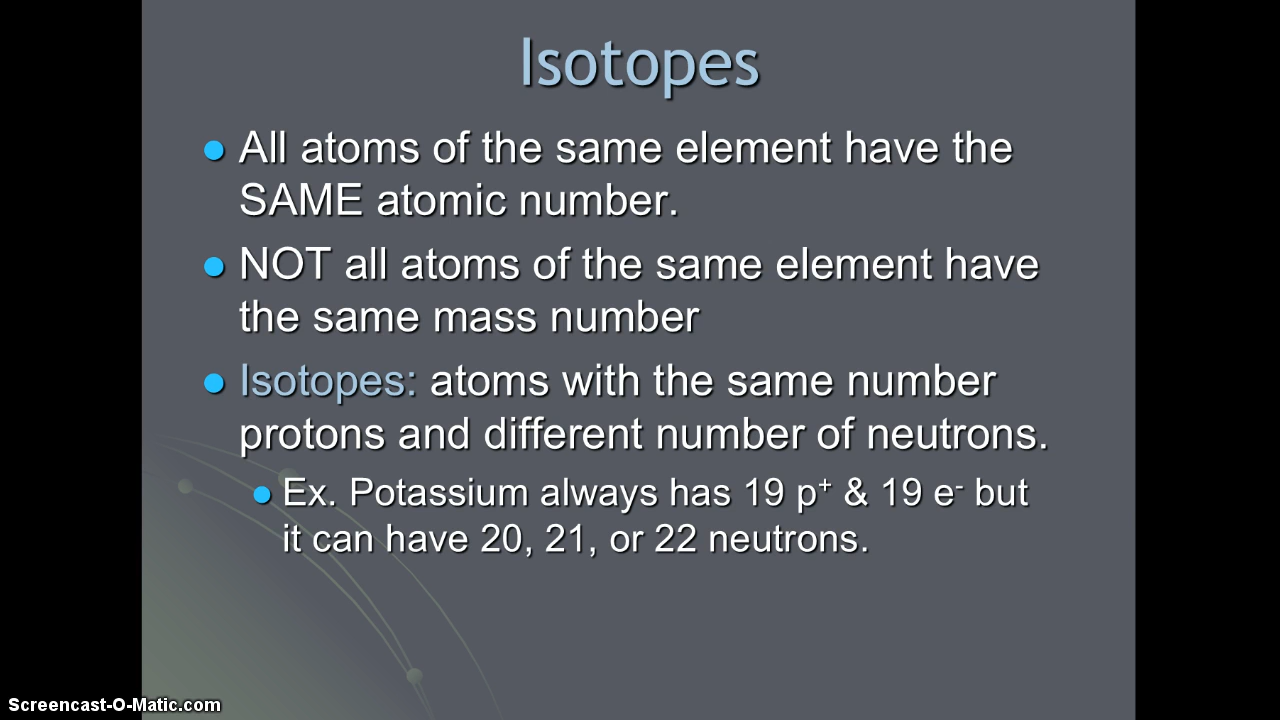 Isotopes
All atoms of the same element have the
SAME atomic number.
NOT all atoms of the same element have
the same mass number
Isotopes: atoms with the same number
protons and different number of neutrons.
Ex. Potassium always has 19 p⁺ & 19 e⁻ but
it can have 20, 21, or 22 neutrons.
Screencast-O-Matic.com